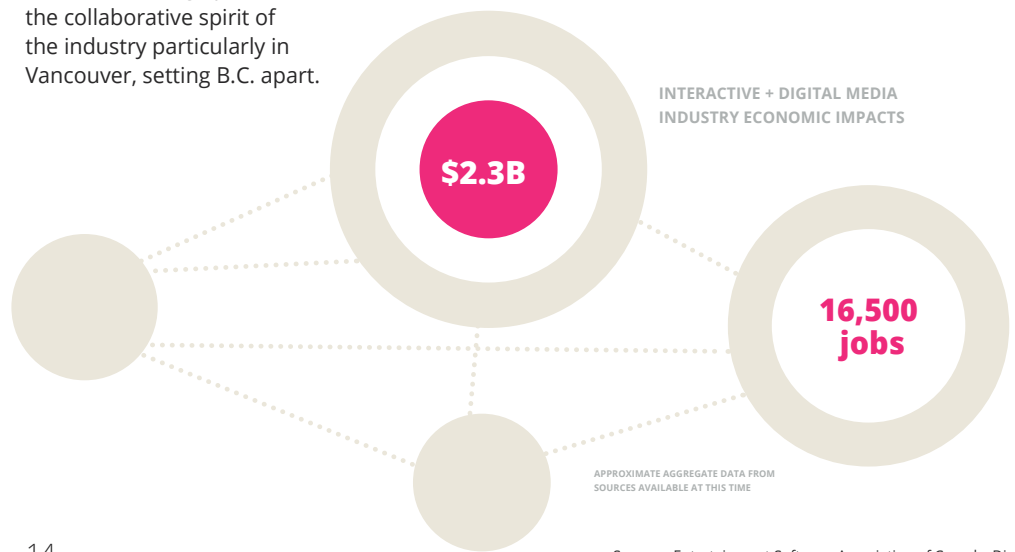 the collaborative spirit of
the industry particularly in
Vancouver, setting B.C. apart.
INTERACTIVE + DIGITAL MEDIA
INDUSTRY ECONOMIC IMPACTS
$2.3B
16,500
jobs
APPROXIMATE AGGREGATE DATA FROM
SOURCES AVAILABLE AT THIS TIME
14